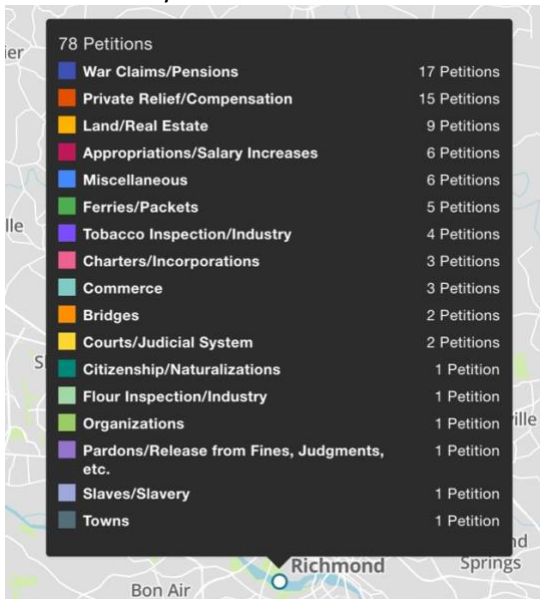 78 Petitions
War Claims/Pensions 17 Petitions
Private Relief/Compensation 15 Petitions
Land/Real Estate 9 Petitions
Appropriations/Salary Increases 6 Petitions
Miscellaneous 6 Petitions
Ferries/Packets 5 Petitions
Tobacco Inspection/Industry 4 Petitions
Charters/Incorporations 3 Petitions
Commerce 3 Petitions
Bridges 2 Petitions
Courts/Judicial System 2 Petitions
Citizenship/Naturalizations 1 Petition
Flour Inspection/Industry 1 Petition
Organizations 1 Petition
Pardons/Release from Fines, Judgments, 1 Petition
etc.
Slaves/Slavery 1 Petition
Towns 1 Petition
Richmond
Springs
Bon Air